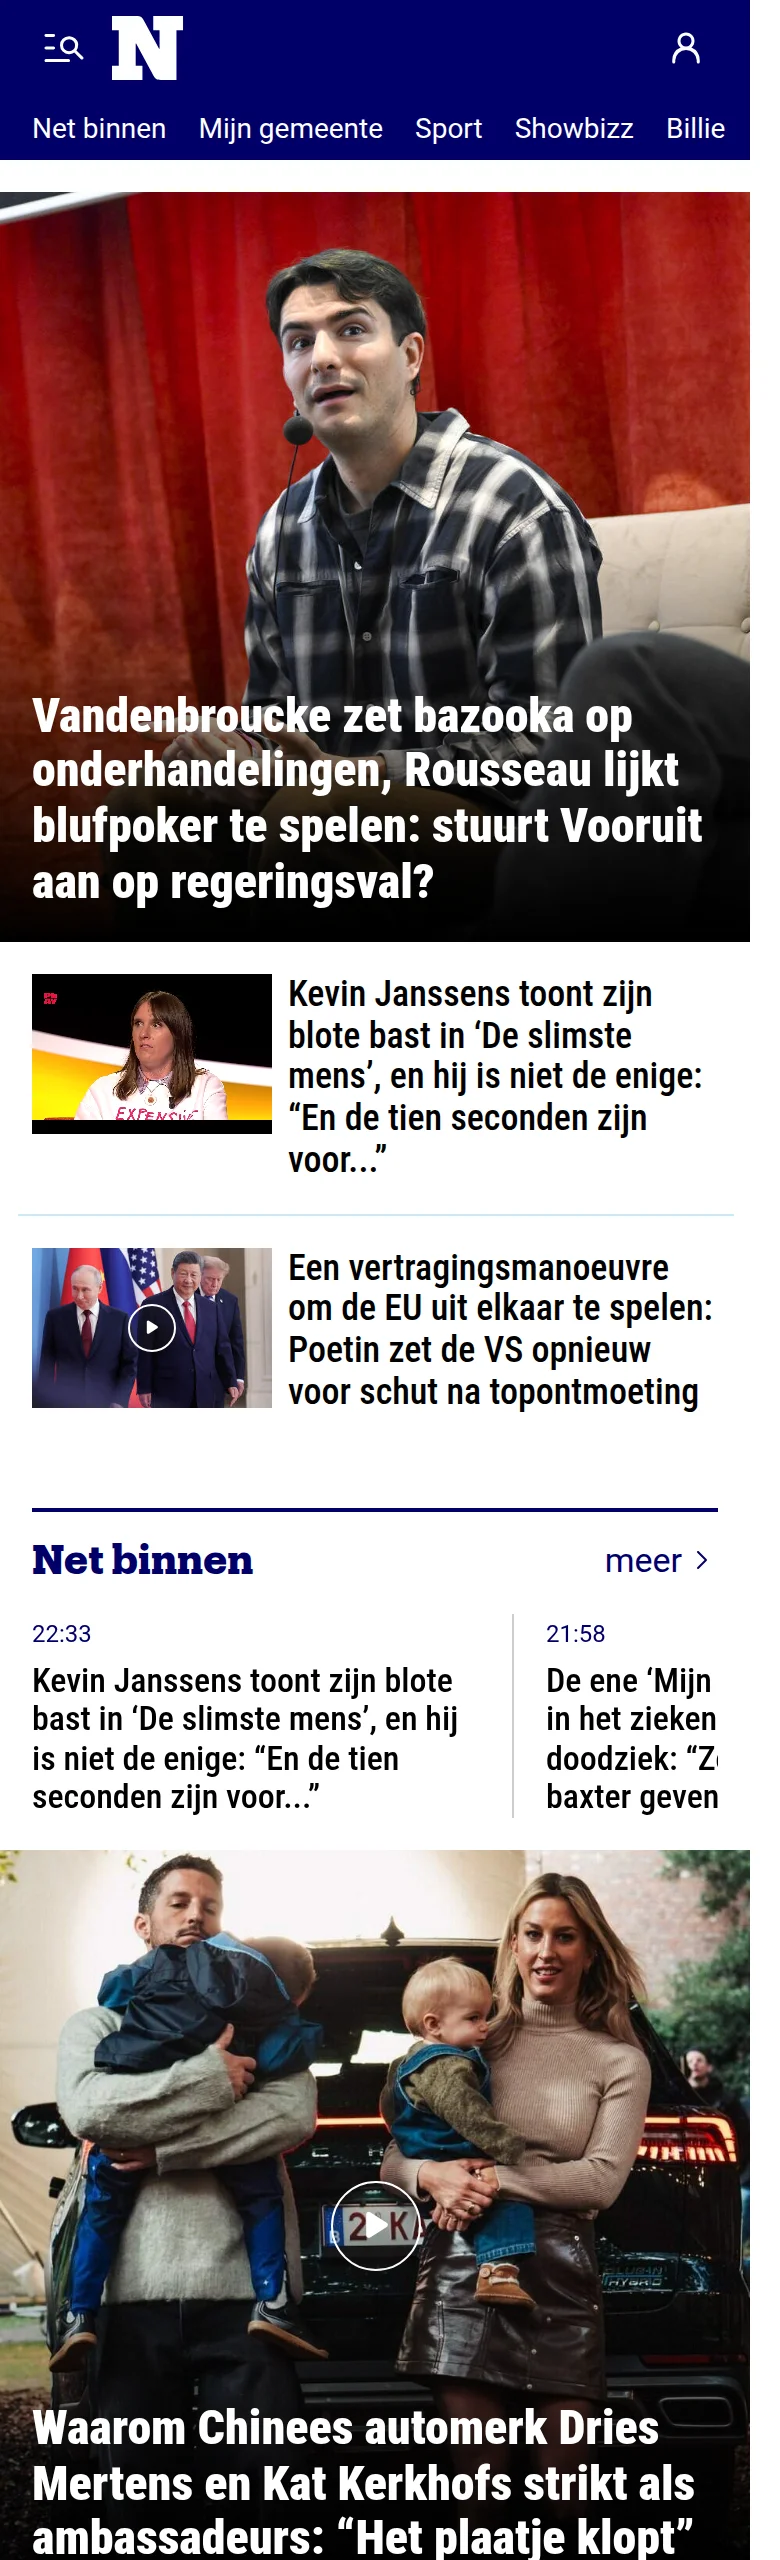 N
Net binnen Mijn gemeente Sport Showbizz Billie
Vandenbroucke zet bazooka op
onderhandelingen, Rousseau lijkt
blufpoker te spelen: stuurt Vooruit
aan op regeringsval?
EXPENSIVE
Kevin Janssens toont zijn
blote bast in ‘De slimste
mens’, en hij is niet de enige:
“En de tien seconden zijn
voor...”
Een vertragingsmanoeuvre
om de EU uit elkaar te spelen:
Poetin zet de VS opnieuw
voor schut na topontmoeting
Net binnen
meer
22:33
Kevin Janssens toont zijn blote
bast in ‘De slimste mens’, en hij
is niet de enige: “En de tien
seconden zijn voor...”
21:58
De ene ‘Mijn
in het zieken
doodziek: “Z
baxter geven
PLUG-IN
HYBRID
Waarom Chinees automerk Dries
Mertens en Kat Kerkhofs strikt als
ambassadeurs: “Het plaatje klopt”